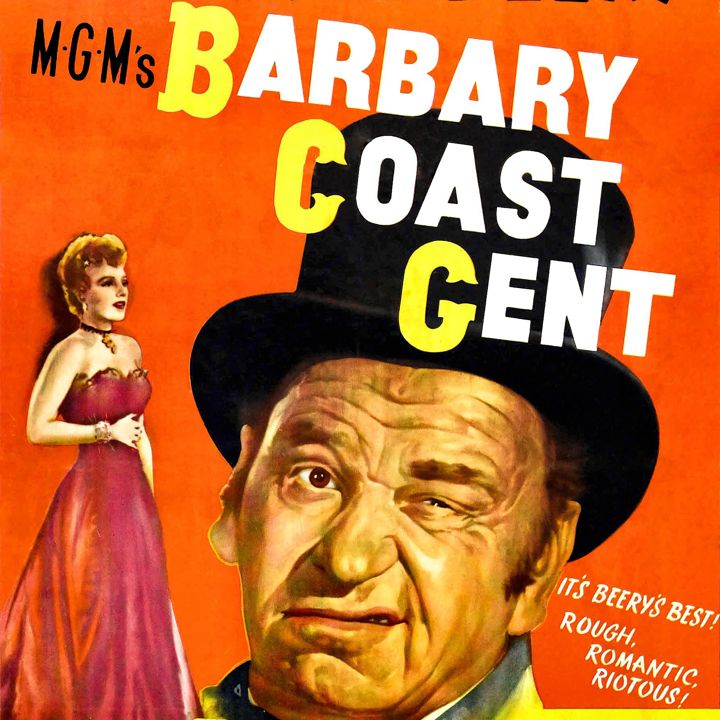 M·G·M's BARBARY
COAST
GENT
IT'S BEERY'S BEST!
ROUGH,
ROMANTIC,
RIOTOUS!